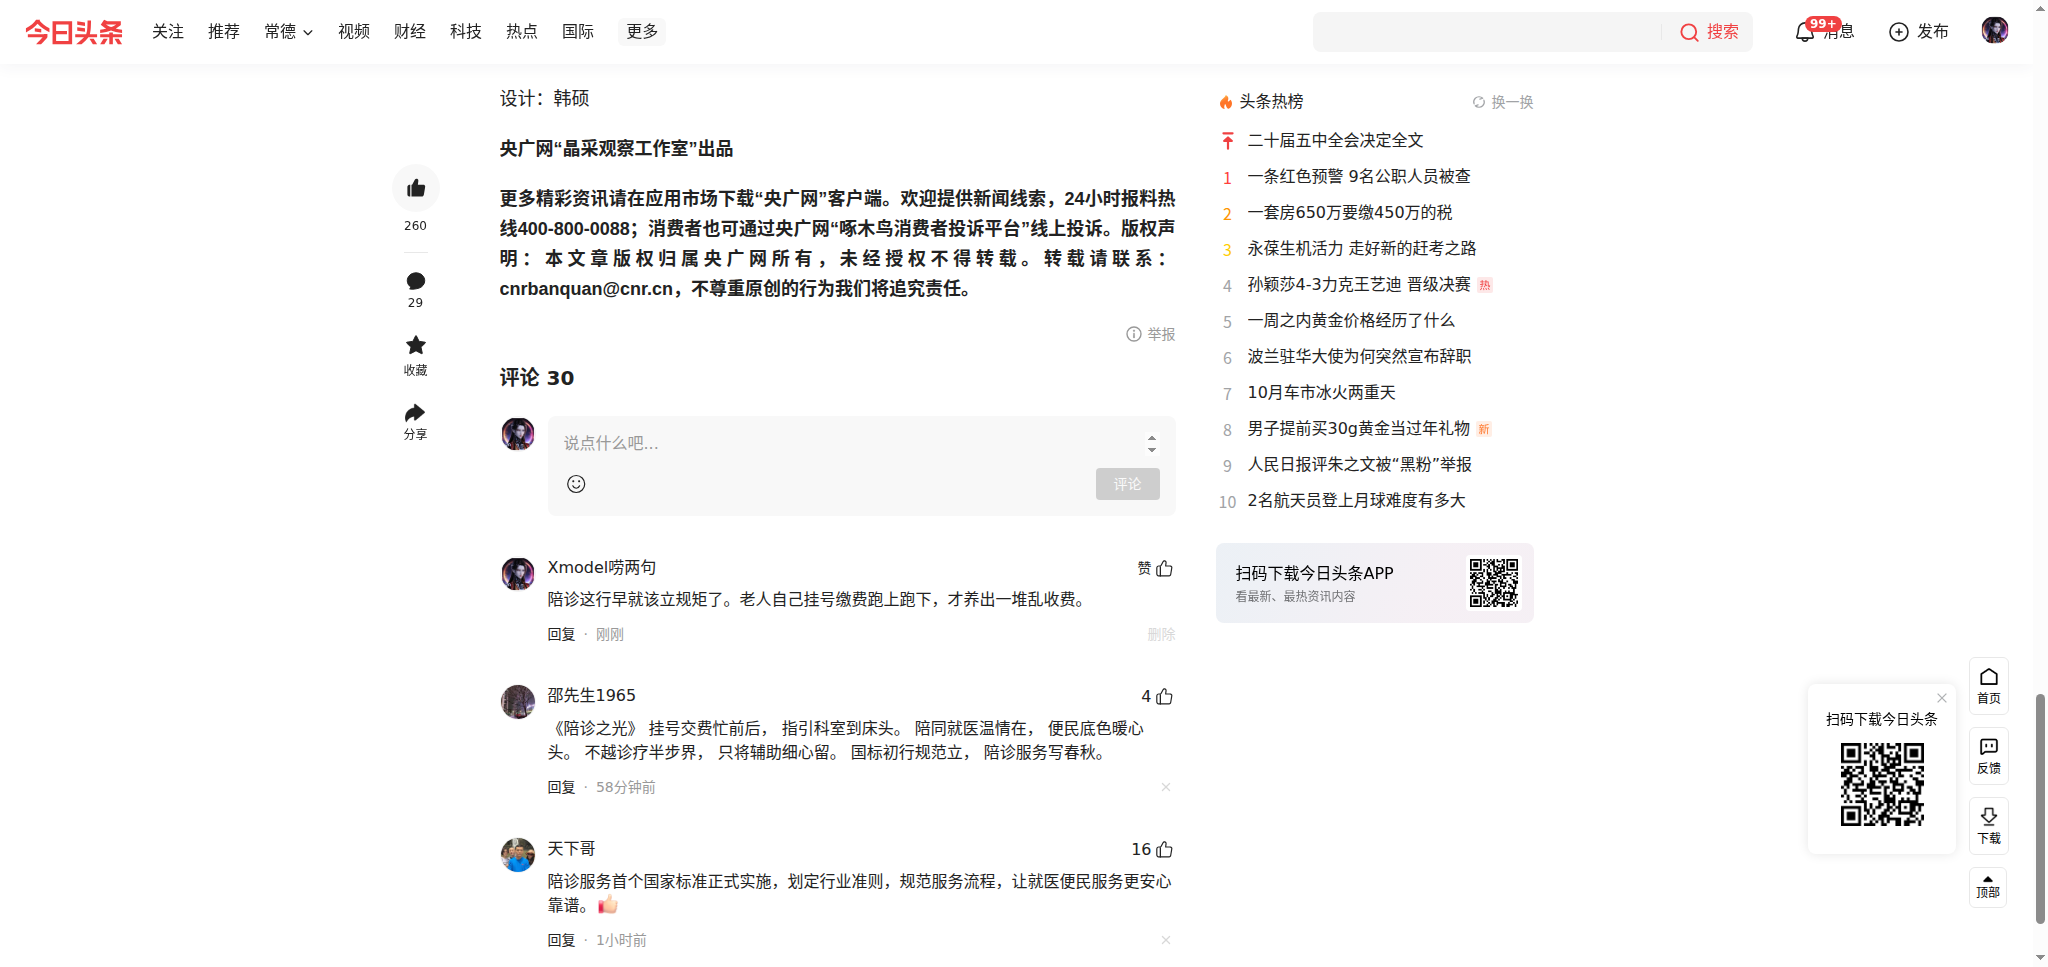 今日头条
关注 推荐 常德 视频 财经 科技 热点 国际 更多
搜索
99+
消息
发布
设计：韩硕
央广网“晶采观察工作室”出品
更多精彩资讯请在应用市场下载“央广网”客户端。欢迎提供新闻线索，24小时报料热
线400-800-0088；消费者也可通过央广网“啄木鸟消费者投诉平台”线上投诉。版权声
明：本文章版权归属央广网所有，未经授权不得转载。转载请联系：
cnrbanquan@cnr.cn，不尊重原创的行为我们将追究责任。
举报
260
29
收藏
分享
评论 30
说点什么吧...
评论
Xmodel唠两句
赞
陪诊这行早就该立规矩了。老人自己挂号缴费跑上跑下，才养出一堆乱收费。
回复 · 刚刚
删除
邵先生1965
4
《陪诊之光》 挂号交费忙前后， 指引科室到床头。 陪同就医温情在， 便民底色暖心
头。 不越诊疗半步界， 只将辅助细心留。 国标初行规范立， 陪诊服务写春秋。
回复 · 58分钟前
天下哥
16
陪诊服务首个国家标准正式实施，划定行业准则，规范服务流程，让就医便民服务更安心
靠谱。
回复 · 1小时前
头条热榜
换一换
二十届五中全会决定全文
1 一条红色预警 9名公职人员被查
2 一套房650万要缴450万的税
3 永葆生机活力 走好新的赶考之路
4 孙颖莎4-3力克王艺迪 晋级决赛 热
5 一周之内黄金价格经历了什么
6 波兰驻华大使为何突然宣布辞职
7 10月车市冰火两重天
8 男子提前买30g黄金当过年礼物 新
9 人民日报评朱之文被“黑粉”举报
10 2名航天员登上月球难度有多大
扫码下载今日头条APP
看最新、最热资讯内容
扫码下载今日头条
首页
反馈
下载
顶部